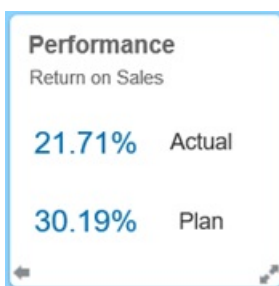 Performance
Return on Sales
21.71% Actual
30.19% Plan